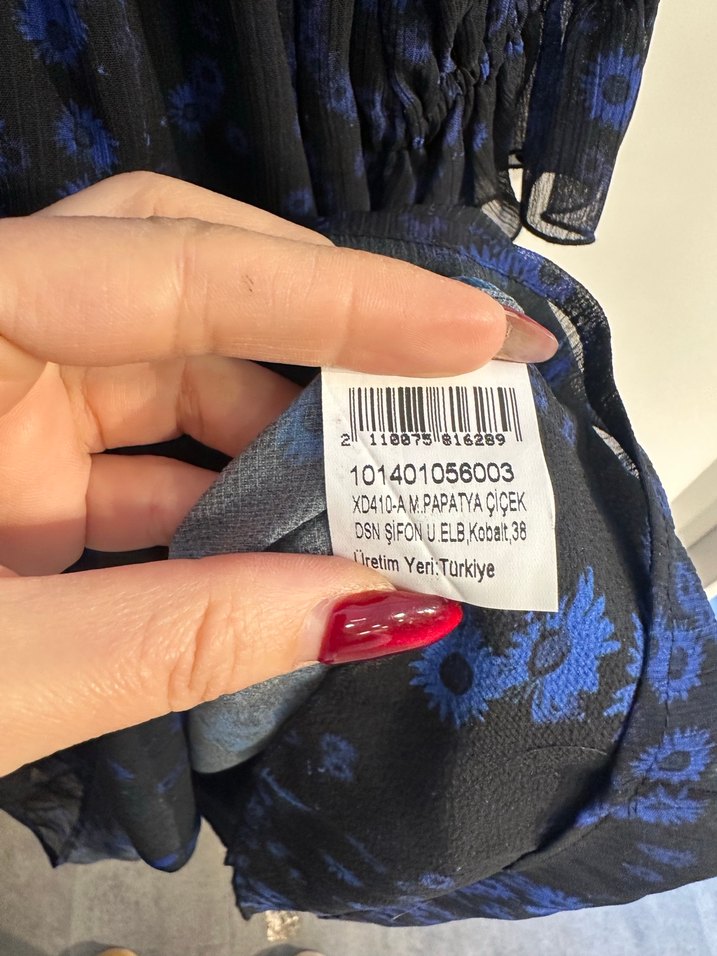 2 110075 816289
101401056003
XD410-A M.PAPATYA ÇİÇEK
DSN ŞİFON U.ELB,Kobalt,38
Üretim Yeri:Türkiye